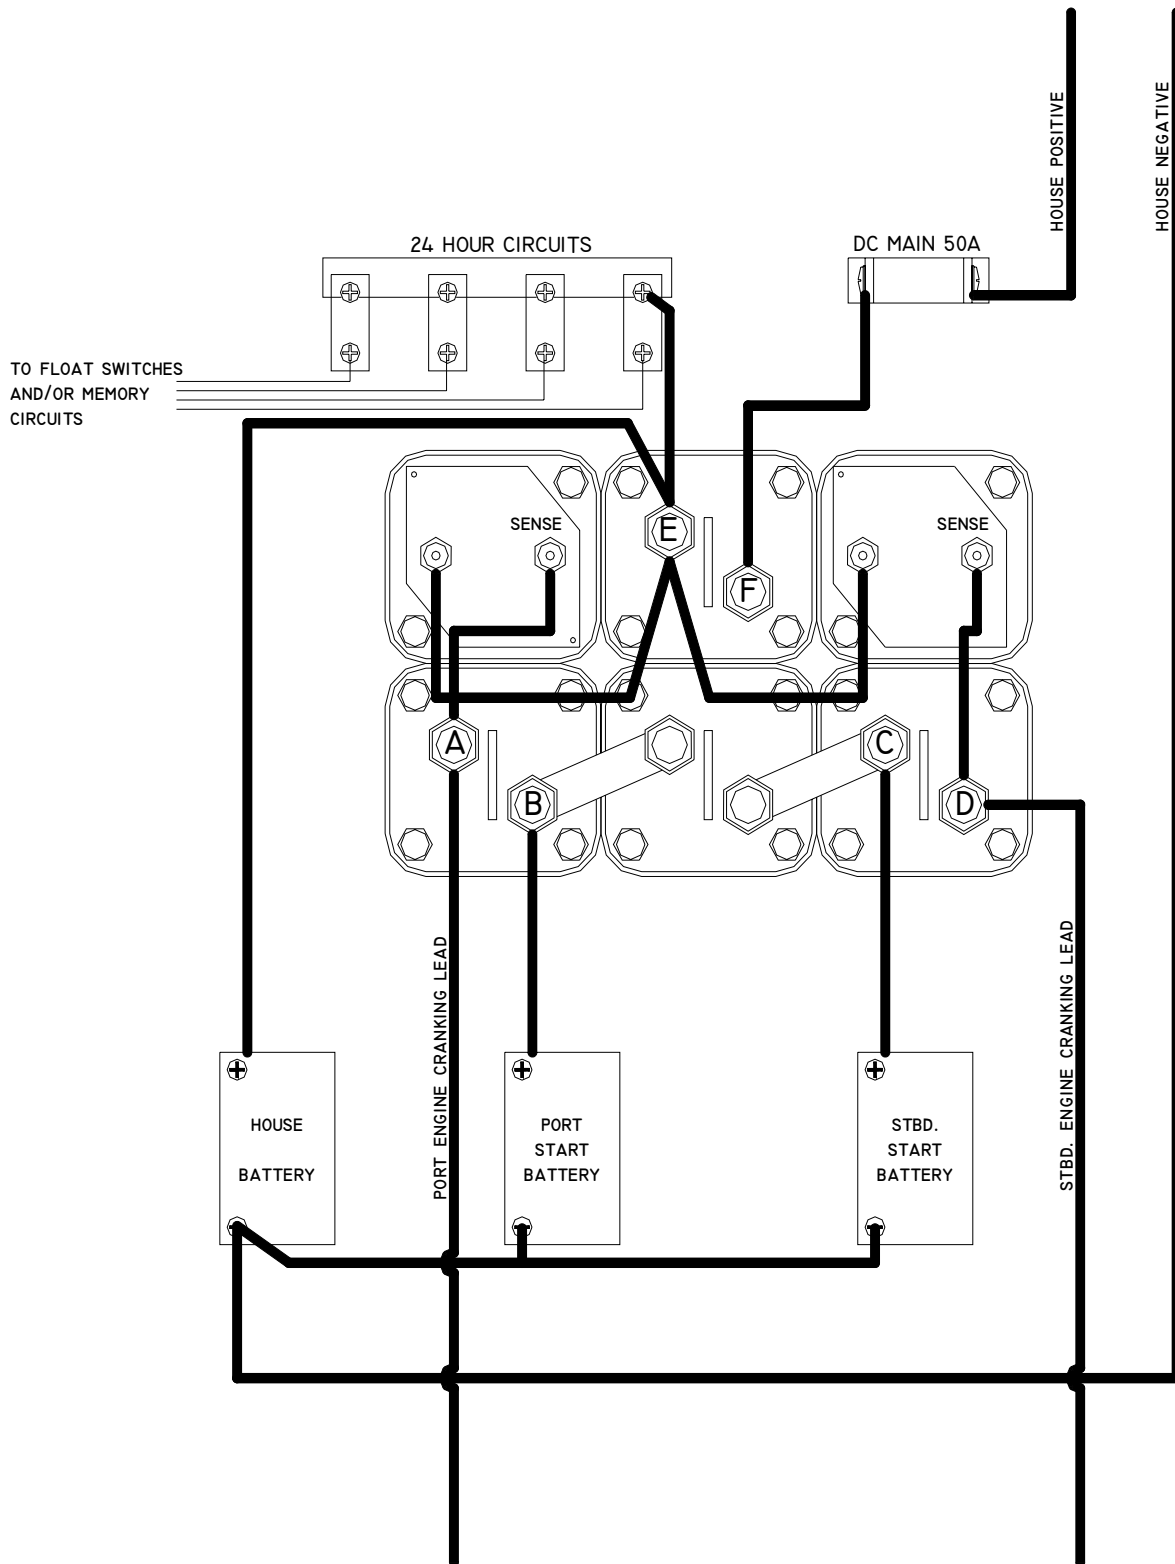 HOUSE POSITIVE
HOUSE NEGATIVE
24 HOUR CIRCUITS
DC MAIN 50A
TO FLOAT SWITCHES
AND/OR MEMORY
CIRCUITS
SENSE
E
SENSE
F
A
C
B
D
PORT ENGINE CRANKING LEAD
STBD. ENGINE CRANKING LEAD
HOUSE
BATTERY
PORT
START
BATTERY
STBD.
START
BATTERY